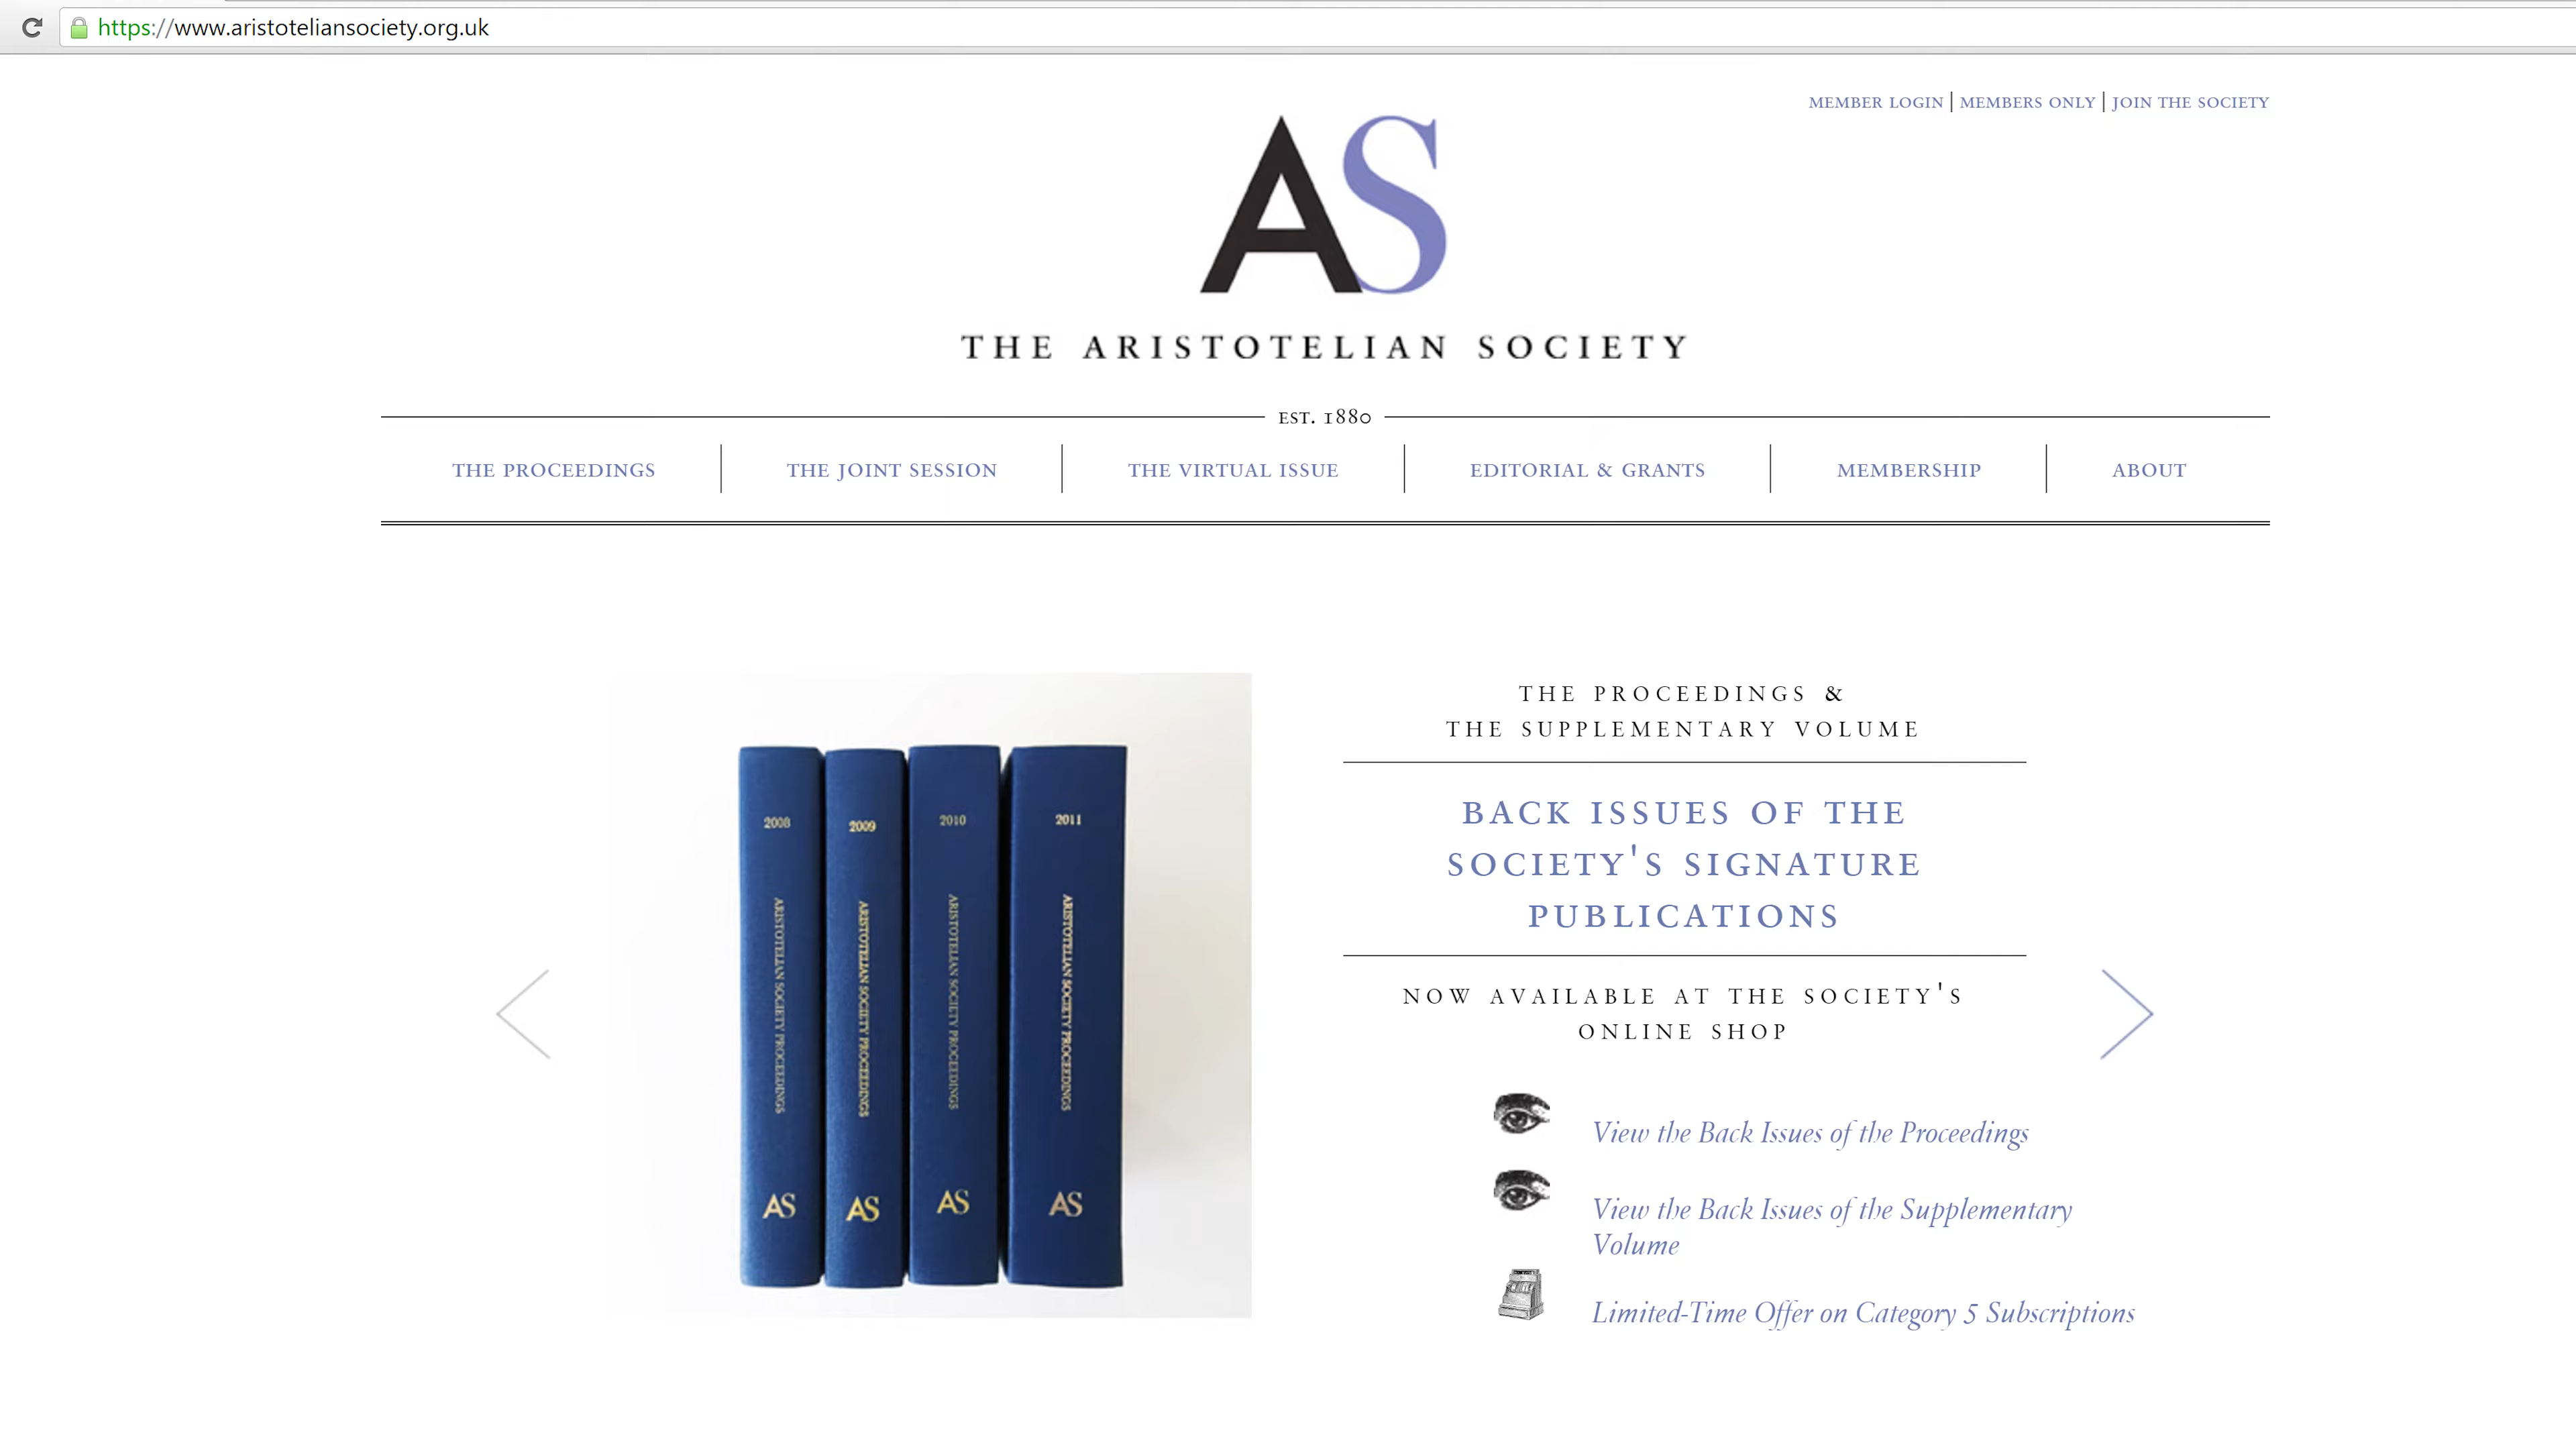 https://www.aristoteliansociety.org.uk
MEMBER LOGIN | MEMBERS ONLY | JOIN THE SOCIETY
AS
THE ARISTOTELIAN SOCIETY
EST. 1880
THE PROCEEDINGS
THE JOINT SESSION
THE VIRTUAL ISSUE
EDITORIAL & GRANTS
MEMBERSHIP
ABOUT
2008
ARISTOTELIAN SOCIETY PROCEEDINGS
AS
2009
ARISTOTELIAN SOCIETY PROCEEDINGS
AS
2010
ARISTOTELIAN SOCIETY PROCEEDINGS
AS
2011
ARISTOTELIAN SOCIETY PROCEEDINGS
AS
THE PROCEEDINGS &
THE SUPPLEMENTARY VOLUME
BACK ISSUES OF THE
SOCIETY'S SIGNATURE
PUBLICATIONS
NOW AVAILABLE AT THE SOCIETY'S
ONLINE SHOP
View the Back Issues of the Proceedings
View the Back Issues of the Supplementary
Volume
Limited-Time Offer on Category 5 Subscriptions